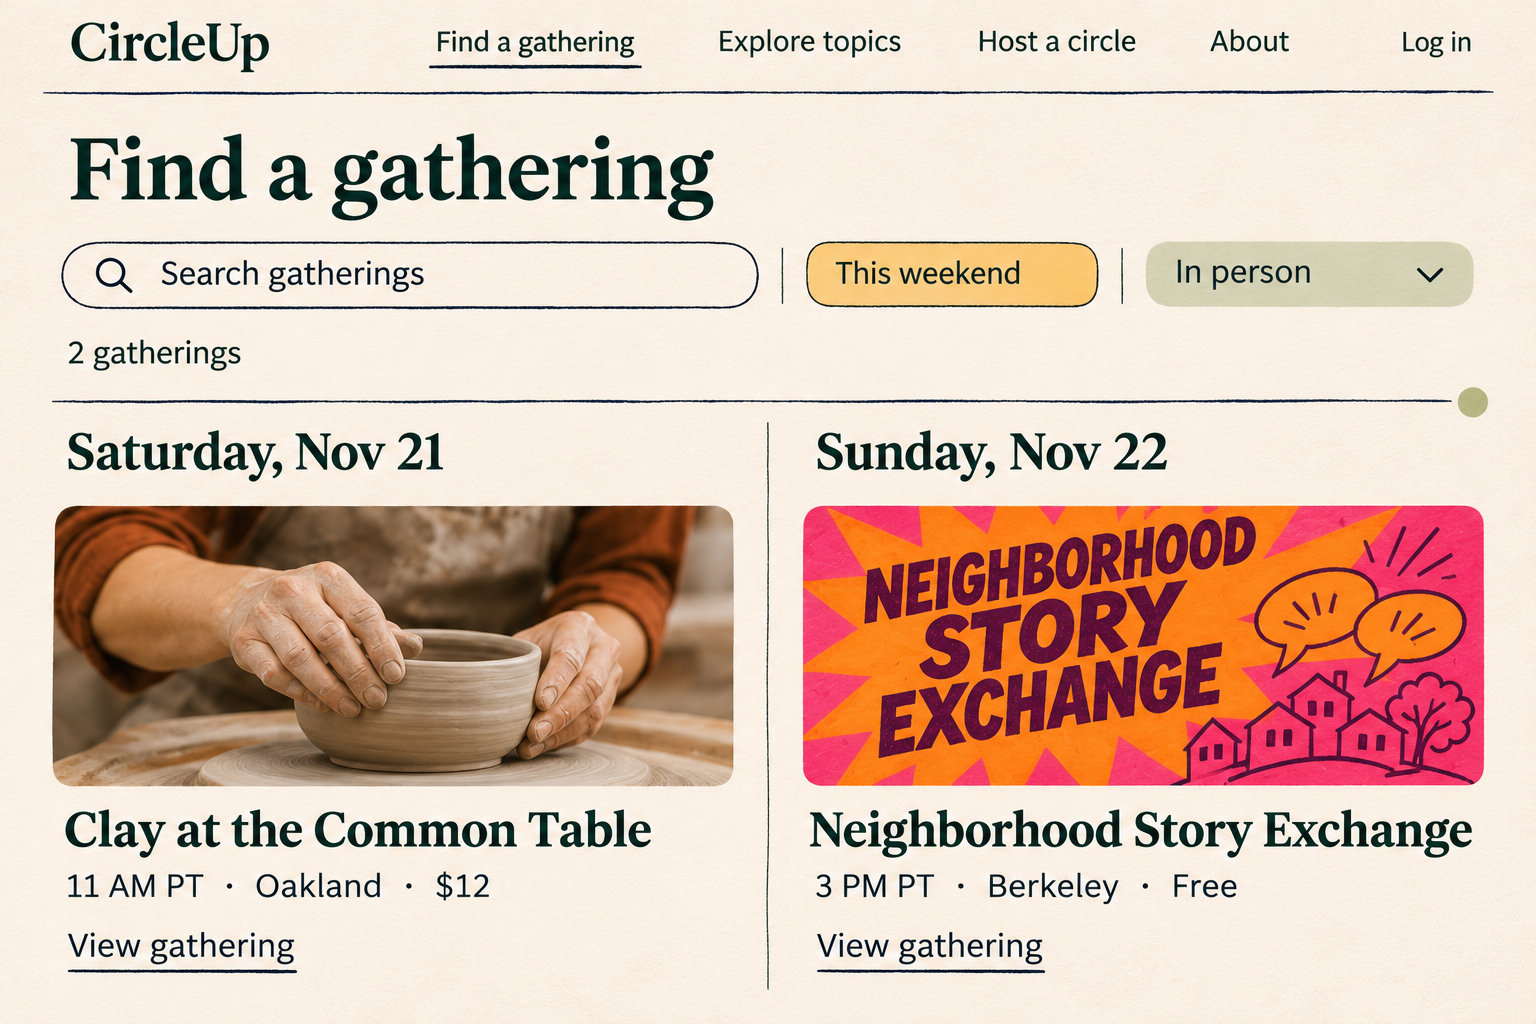 CircleUp
Find a gathering
Explore topics
Host a circle
About
Log in
Find a gathering
Search gatherings
This weekend
In person
2 gatherings
Saturday, Nov 21
Clay at the Common Table
11 AM PT · Oakland · $12
View gathering
Sunday, Nov 22
NEIGHBORHOOD
STORY
EXCHANGE
Neighborhood Story Exchange
3 PM PT · Berkeley · Free
View gathering